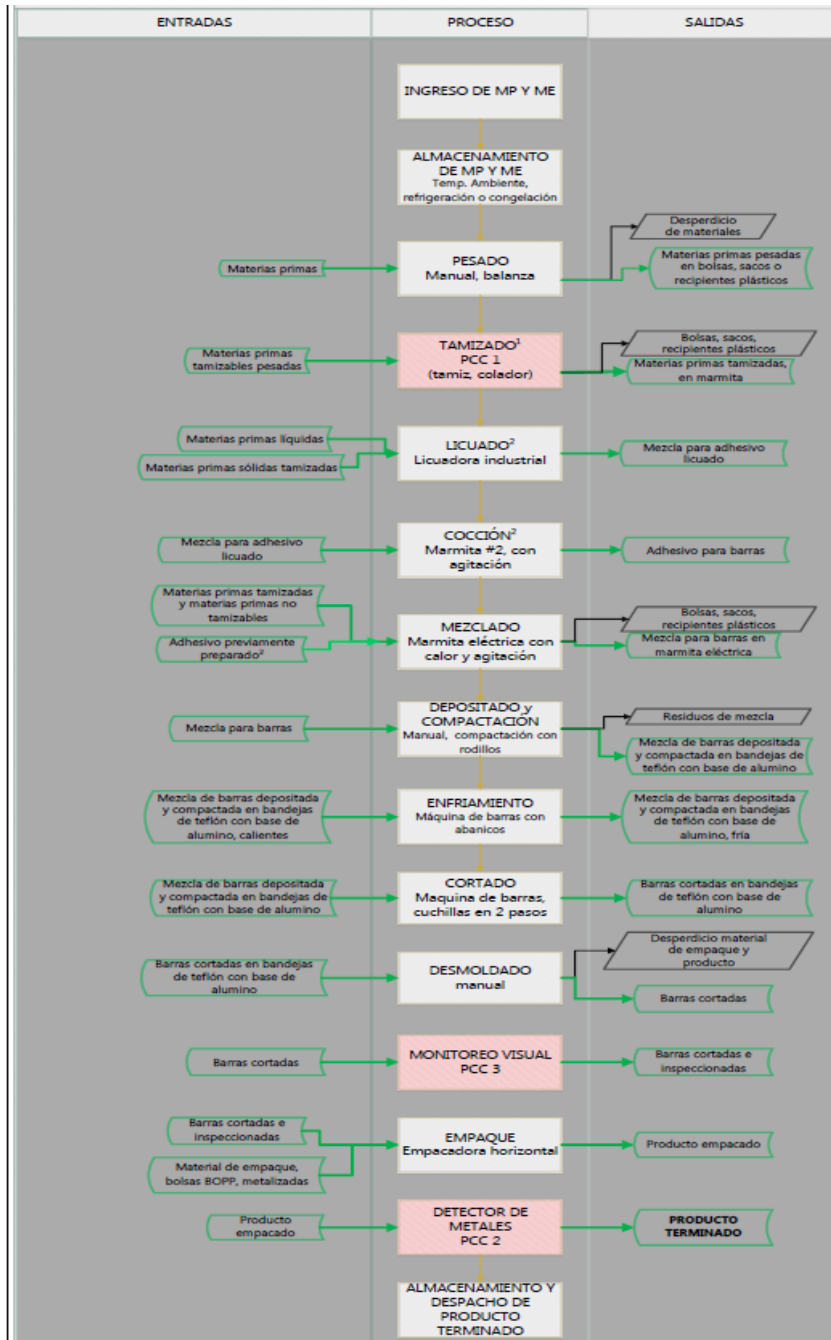 ENTRADAS
PROCESO
SALIDAS
INGRESO DE MP Y ME
ALMACENAMIENTO
DE MP Y ME
Temp. Ambiente,
refrigeración o congelación
Materias primas
PESADO
Manual, balanza
Desperdicio
de materiales
Materias primas pesadas
en bolsas, sacos o
recipientes plásticos
Materias primas
tamizables pesadas
TAMIZADO¹
PCC 1
(tamiz, colador)
Bolsas, sacos,
recipientes plásticos
Materias primas tamizadas,
en marmita
Materias primas líquidas
Materias primas sólidas tamizadas
LICUADO²
Licuadora industrial
Mezcla para adhesivo
licuado
Mezcla para adhesivo
licuado
COCCIÓN²
Marmita #2, con
agitación
Adhesivo para barras
Materias primas tamizadas
y materias primas no
tamizables
Adhesivo previamente
preparado²
MEZCLADO
Marmita eléctrica con
calor y agitación
Bolsas, sacos,
recipientes plásticos
Mezcla para barras en
marmita eléctrica
Mezcla para barras
DEPOSITADO y
COMPACTACIÓN
Manual, compactación con
rodillos
Residuos de mezcla
Mezcla de barras depositada
y compactada en bandejas de
teflón con base de alumino
Mezcla de barras depositada
y compactada en bandejas
de teflón con base de
alumino, calientes
ENFRIAMIENTO
Máquina de barras con
abanicos
Mezcla de barras depositada
y compactada en bandejas
de teflón con base de
alumino, fría
Mezcla de barras depositada
y compactada en bandejas de
teflón con base de alumino
CORTADO
Maquina de barras,
cuchillas en 2 pasos
Barras cortadas en bandejas
de teflón con base de
alumino
Barras cortadas en bandejas
de teflón con base de
alumino
DESMOLDADO
manual
Desperdicio material
de empaque y
producto
Barras cortadas
Barras cortadas
MONITOREO VISUAL
PCC 3
Barras cortadas e
inspeccionadas
Barras cortadas e
inspeccionadas
Material de empaque,
bolsas BOPP, metalizadas
EMPAQUE
Empacadora horizontal
Producto empacado
Producto
empacado
DETECTOR DE
METALES
PCC 2
PRODUCTO
TERMINADO
ALMACENAMIENTO Y
DESPACHO DE
PRODUCTO
TERMINADO